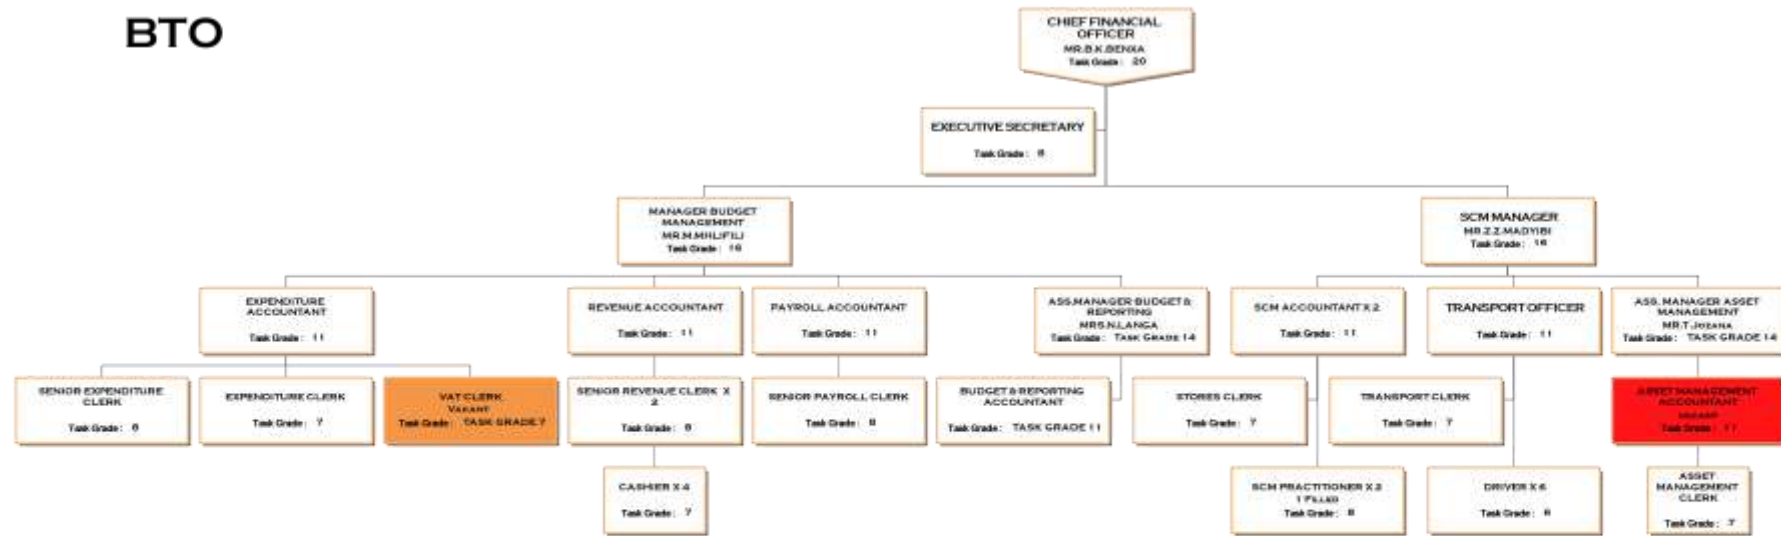 BTO
CHIEF FINANCIAL
OFFICER
MR.B.K.BENXA
Task Grade : 20
EXECUTIVE SECRETARY
Task Grade : 8
MANAGER BUDGET
MANAGEMENT
MR.M.MHLIFILI
Task Grade : 16
SCM MANAGER
MR.Z.Z.MADYIBI
Task Grade : 16
EXPENDITURE
ACCOUNTANT
Task Grade : 11
REVENUE ACCOUNTANT
Task Grade : 11
PAYROLL ACCOUNTANT
Task Grade : 11
ASS.MANAGER BUDGET &
REPORTING
MRS.N.LANGA
Task Grade : TASK GRADE 14
SCM ACCOUNTANT X 2
Task Grade : 11
TRANSPORT OFFICER
Task Grade : 11
ASS. MANAGER ASSET
MANAGEMENT
MR.T.JOZANA
Task Grade : TASK GRADE 14
SENIOR EXPENDITURE
CLERK
Task Grade : 8
EXPENDITURE CLERK
Task Grade : 7
VAT CLERK
VACANT
Task Grade : TASK GRADE 7
SENIOR REVENUE CLERK X
2
Task Grade : 8
SENIOR PAYROLL CLERK
Task Grade : 8
BUDGET & REPORTING
ACCOUNTANT
Task Grade : TASK GRADE 11
STORES CLERK
Task Grade : 7
TRANSPORT CLERK
Task Grade : 7
ASSET MANAGEMENT
ACCOUNTANT
VACANT
Task Grade : 11
CASHIER X 4
Task Grade : 7
SCM PRACTITIONER X
1 FILLED
Task Grade : 8
DRIVER X 6
Task Grade :
ASSET
MANAGEMENT
CLERK
Task Grade : 7